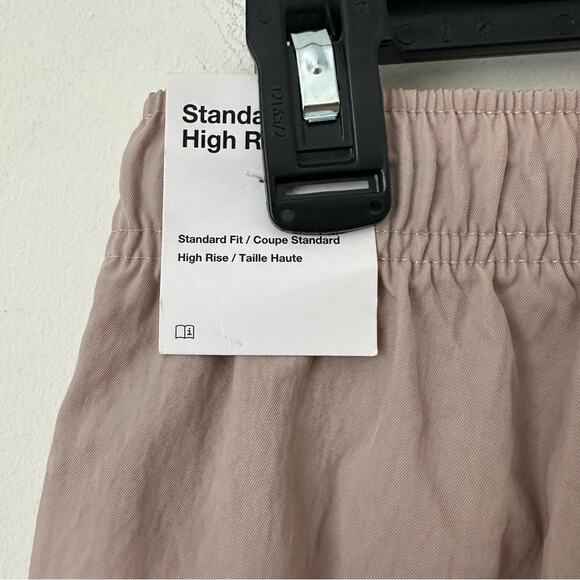 Standa
High R
Standard Fit / Coupe Standard
High Rise / Taille Haute